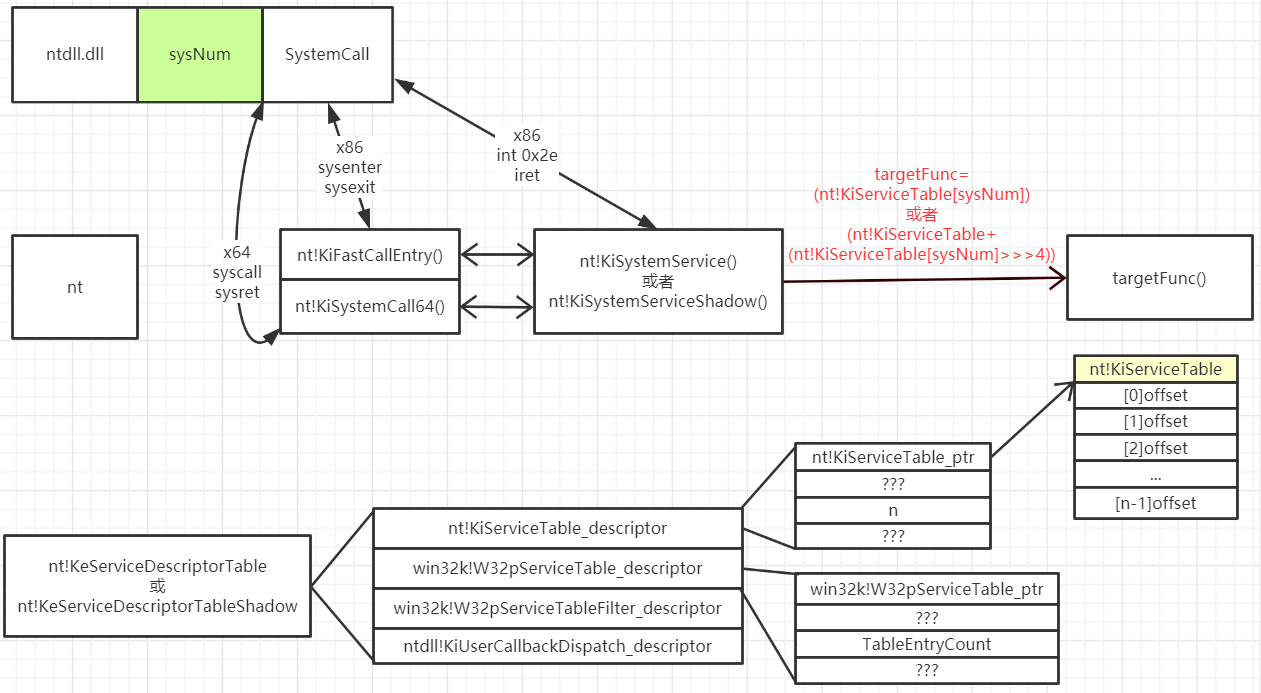 ntdll.dll
sysNum
SystemCall
x86
sysenter
sysexit
x86
int 0x2e
iret
x64
syscall
sysret
nt
nt!KiFastCallEntry()
nt!KiSystemCall64()
nt!KiSystemService()
或者
nt!KiSystemServiceShadow()
targetFunc=
(nt!KiServiceTable[sysNum])
或者
(nt!KiServiceTable+
(nt!KiServiceTable[sysNum]>>>4))
targetFunc()
nt!KiServiceTable
[0]offset
[1]offset
[2]offset
...
[n-1]offset
nt!KeServiceDescriptorTable
或
nt!KeServiceDescriptorTableShadow
nt!KiServiceTable_descriptor
win32k!W32pServiceTable_descriptor
win32k!W32pServiceTableFilter_descriptor
ntdll!KiUserCallbackDispatch_descriptor
nt!KiServiceTable_ptr
???
n
???
win32k!W32pServiceTable_ptr
???
TableEntryCount
???